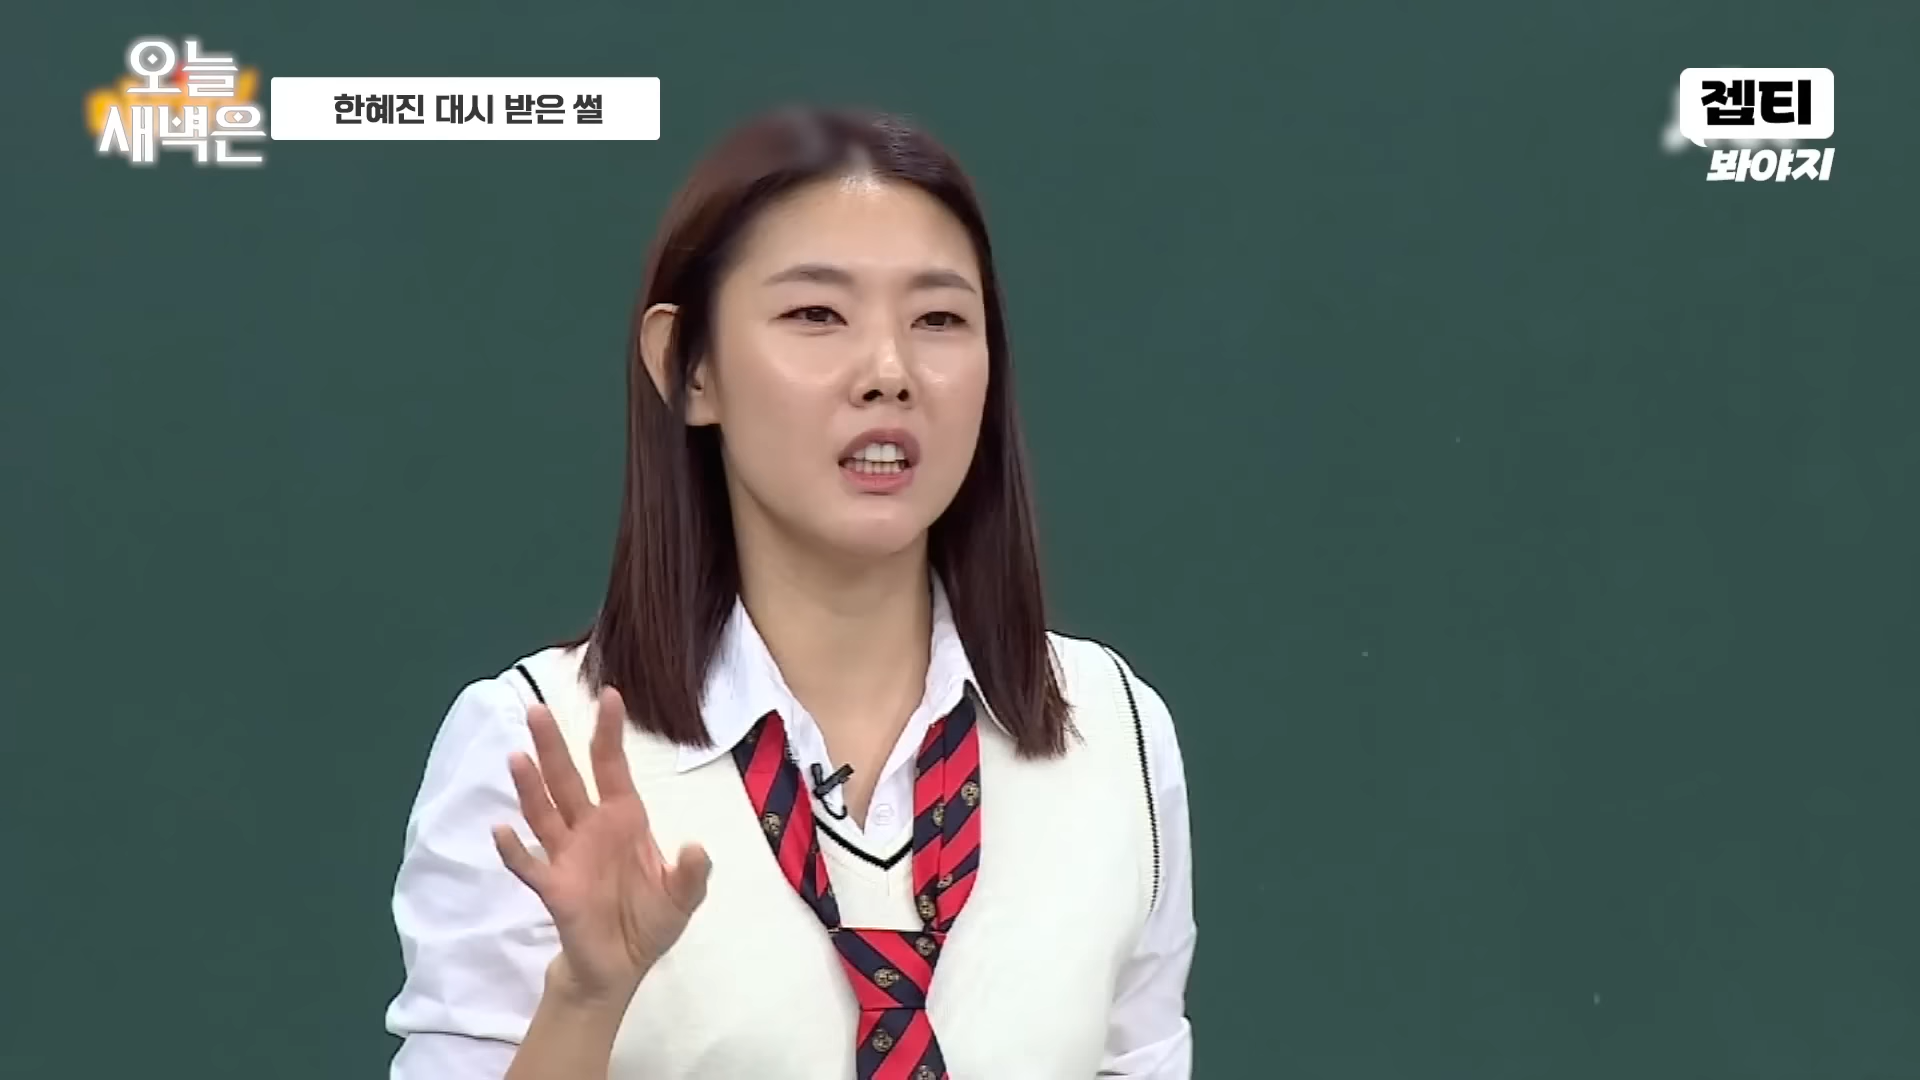 오늘
새벽은
한혜진 대시 받은 썰
젭티
봐야지